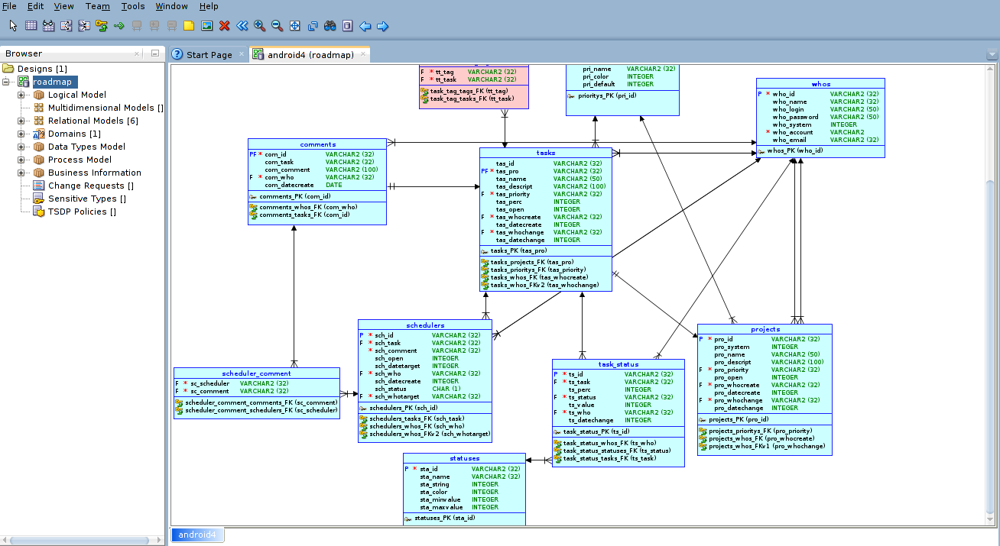 File Edit View Team Tools Window Help
Browser
Designs [1]
roadmap
Logical Model
Multidimensional Models []
Relational Models [6]
Domains [1]
Data Types Model
Process Model
Business Information
Change Requests []
Sensitive Types []
TSDP Policies []
Start Page
android4 (roadmap)
F * tt_tag VARCHAR2 (32)
F * tt_task VARCHAR2 (32)
task_tag_tags_FK (tt_tag)
task_tag_tasks_FK (tt_task)
pri_name VARCHAR2 (32)
pri_color INTEGER
pri_default INTEGER
prioritys_PK (pri_id)
whos
P * who_id VARCHAR2 (32)
who_name VARCHAR2 (32)
who_login VARCHAR2 (50)
who_password VARCHAR2 (50)
who_system INTEGER
* who_account VARCHAR2
who_email VARCHAR2 (32)
whos_PK (who_id)
comments
PF * com_id VARCHAR2 (32)
com_task VARCHAR2 (32)
com_comment VARCHAR2 (100)
F * com_who VARCHAR2 (32)
com_datecreate DATE
comments_PK (com_id)
comments_whos_FK (com_who)
comments_tasks_FK (com_id)
tasks
tas_id VARCHAR2 (32)
PF * tas_pro VARCHAR2 (32)
tas_name VARCHAR2 (50)
tas_descript VARCHAR2 (100)
F * tas_priority VARCHAR2 (32)
tas_perc INTEGER
tas_open INTEGER
F * tas_whocreate VARCHAR2 (32)
tas_datecreate INTEGER
F * tas_whochange VARCHAR2 (32)
tas_datechange INTEGER
tasks_PK (tas_pro)
tasks_projects_FK (tas_pro)
tasks_prioritys_FK (tas_priority)
tasks_whos_FK (tas_whocreate)
tasks_whos_FKv2 (tas_whochange)
schedulers
P * sch_id VARCHAR2 (32)
F * sch_task VARCHAR2 (32)
* sch_comment VARCHAR2 (32)
sch_open INTEGER
sch_datetarget INTEGER
F * sch_who VARCHAR2 (32)
sch_datecreate INTEGER
sch_status CHAR (1)
F * sch_whotarget VARCHAR2 (32)
schedulers_PK (sch_id)
schedulers_tasks_FK (sch_task)
schedulers_whos_FK (sch_who)
schedulers_whos_FKv2 (sch_whotarget)
projects
P * pro_id VARCHAR2 (32)
pro_system INTEGER
pro_name VARCHAR2 (50)
pro_descript VARCHAR2 (100)
F * pro_priority VARCHAR2 (32)
pro_open INTEGER
F * pro_whocreate VARCHAR2 (32)
pro_datecreate INTEGER
F * pro_whochange VARCHAR2 (32)
pro_datechange INTEGER
projects_PK (pro_id)
projects_prioritys_FK (pro_priority)
projects_whos_FK (pro_whocreate)
projects_whos_FKv1 (pro_whochange)
scheduler_comment
F * sc_scheduler VARCHAR2 (32)
F * sc_comment VARCHAR2 (32)
scheduler_comment_comments_FK (sc_comment)
scheduler_comment_schedulers_FK (sc_scheduler)
task_status
P * ts_id VARCHAR2 (32)
F * ts_task VARCHAR2 (32)
ts_perc INTEGER
F * ts_status VARCHAR2 (32)
ts_value INTEGER
F * ts_who VARCHAR2 (32)
ts_datechange INTEGER
task_status_PK (ts_id)
task_status_whos_FK (ts_who)
task_status_statuses_FK (ts_status)
task_status_tasks_FK (ts_task)
statuses
P * sta_id VARCHAR2 (32)
sta_name VARCHAR2 (32)
sta_string INTEGER
sta_color INTEGER
sta_minvalue INTEGER
sta_maxvalue INTEGER
statuses_PK (sta_id)
android4